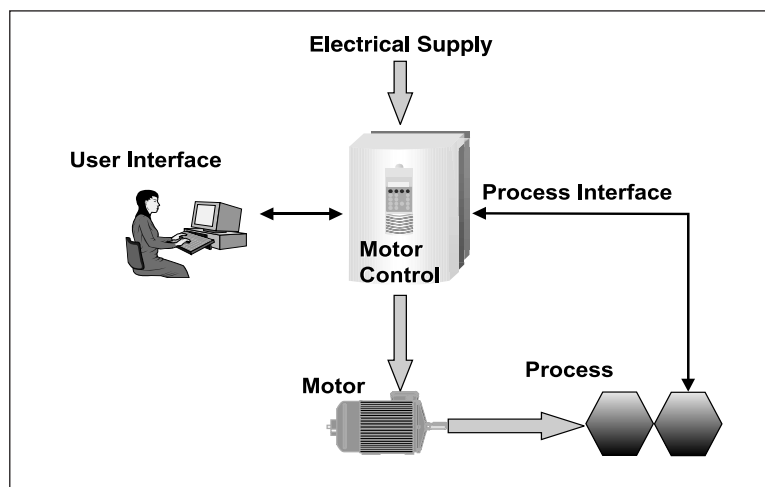 Electrical Supply
User Interface
Process Interface
Motor
Control
Motor
Process